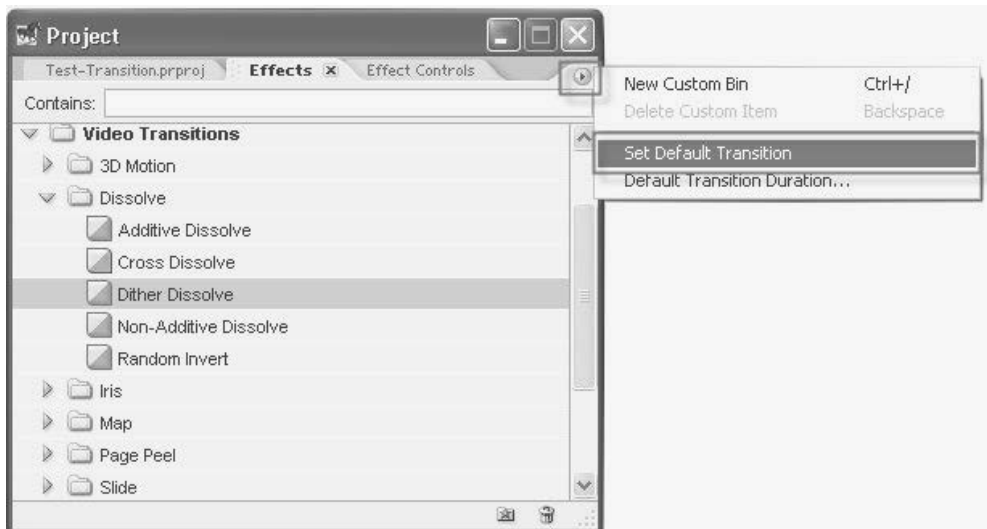 Project
Test-Transition.prproj Effects Effect Controls
Contains:
Video Transitions
3D Motion
Dissolve
Additive Dissolve
Cross Dissolve
Dither Dissolve
Non-Additive Dissolve
Random Invert
Iris
Map
Page Peel
Slide
New Custom Bin Ctrl+/
Delete Custom Item Backspace
Set Default Transition
Default Transition Duration...